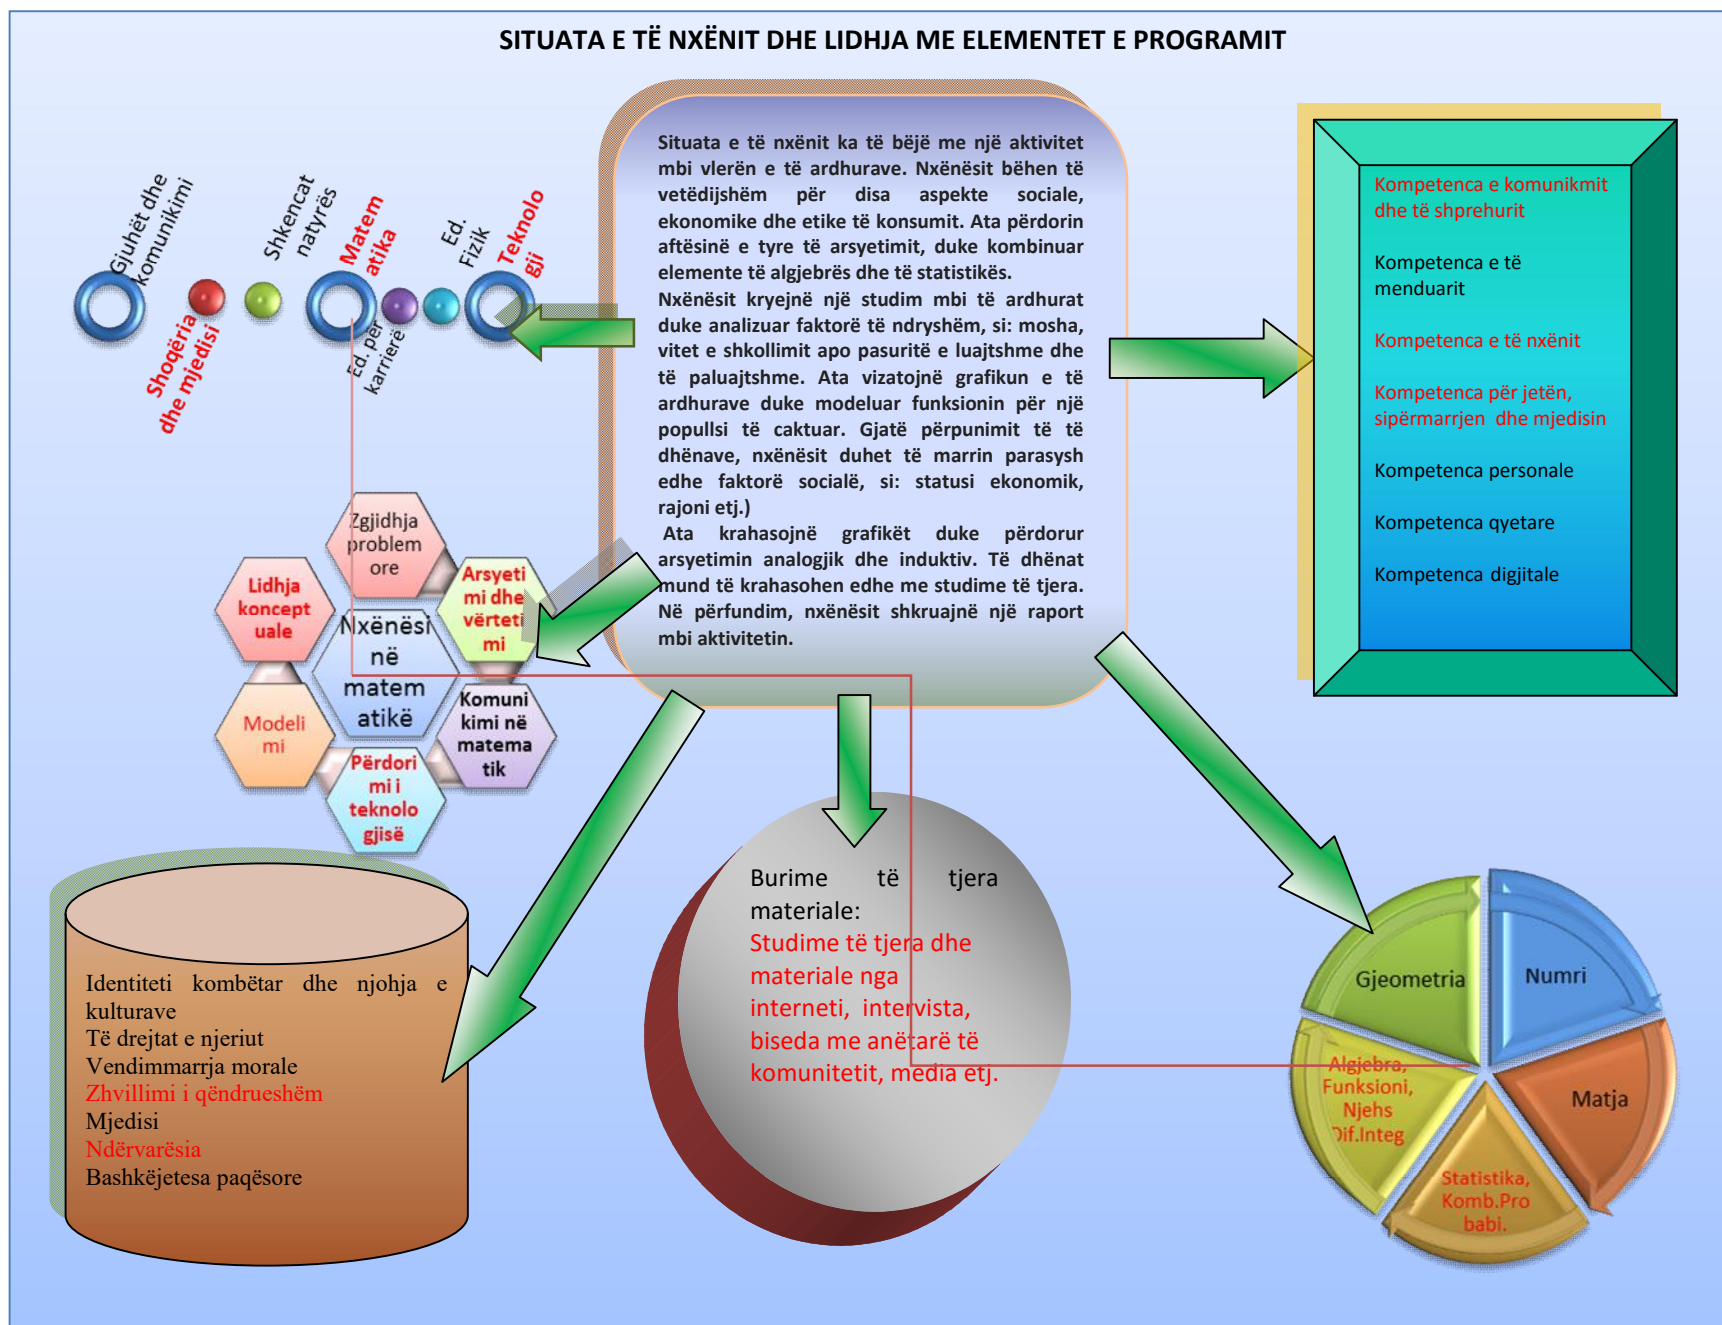 SITUATA E TË NXËNIT DHE LIDHJA ME ELEMENTET E PROGRAMIT
Gjuhët dhe
komunikimi
Shoqëria
dhe mjedisi
Shkencat
natyrës
Matem
atika
Ed. për
karrierë
Ed.
Fizik
Teknolo
gji
Situata e të nxënit ka të bëjë me një aktivitet
mbi vlerën e të ardhurave. Nxënësit bëhen të
vetëdijshëm për disa aspekte sociale,
ekonomike dhe etike të konsumit. Ata përdorin
aftësinë e tyre të arsyetimit, duke kombinuar
elemente të algjebrës dhe të statistikës.
Nxënësit kryejnë një studim mbi të ardhurat
duke analizuar faktorë të ndryshëm, si: mosha,
vitet e shkollimit apo pasuritë e luajtshme dhe
të paluajtshme. Ata vizatojnë grafikun e të
ardhurave duke modeluar funksionin për një
popullsi të caktuar. Gjatë përpunimit të të
dhënave, nxënësit duhet të marrin parasysh
edhe faktorë socialë, si: statusi ekonomik,
rajoni etj.)
Ata krahasojnë grafikët duke përdorur
arsyetimin analogjik dhe induktiv. Të dhënat
mund të krahasohen edhe me studime të tjera.
Në përfundim, nxënësit shkruajnë një raport
mbi aktivitetin.
Kompetenca e komunikmit
dhe të shprehurit
Kompetenca e të
menduarit
Kompetenca e të nxënit
Kompetenca për jetën,
sipërmarrjen dhe mjedisin
Kompetenca personale
Kompetenca qyetare
Kompetenca digjitale
Zgjidhja
problem
ore
Arsyeti
mi dhe
vërteti
mi
Komuni
kimi në
matema
tik
Përdori
mi i
teknolo
gjisë
Modeli
mi
Lidhja
koncept
uale
Nxënësi
në
matem
atikë
Identiteti kombëtar dhe njohja e
kulturave
Të drejtat e njeriut
Vendimmarrja morale
Zhvillimi i qëndrueshëm
Mjedisi
Ndërvarësia
Bashkëjetesa paqësore
Burime të tjera
materiale:
Studime të tjera dhe
materiale nga
interneti, intervista,
biseda me anëtarë të
komunitetit, media etj.
Gjeometria
Numri
Matja
Statistika,
Komb.Pro
babi.
Algjebra,
Funksioni,
Njehs
Dif.Integ